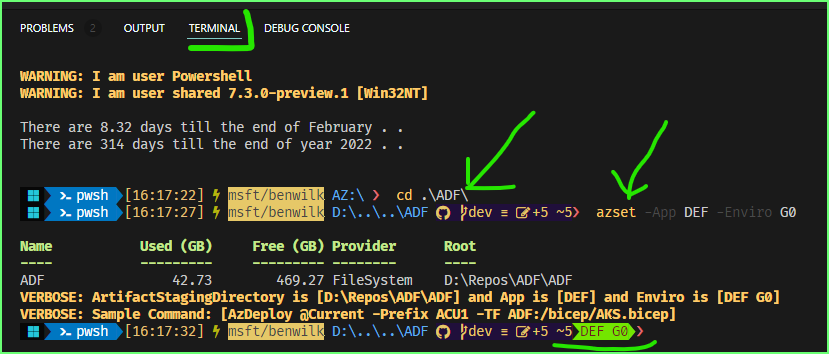 PROBLEMS 2 OUTPUT TERMINAL DEBUG CONSOLE
WARNING: I am user Powershell
WARNING: I am user shared 7.3.0-preview.1 [Win32NT]
There are 8.32 days till the end of February . .
There are 314 days till the end of year 2022 . .
pwsh [16:17:22] msft/benwilk AZ:\ ❯ cd .\ADF\
pwsh [16:17:27] msft/benwilk D:\..\..\ADF dev ≡ +5 ~5 ❯ azset -App DEF -Enviro G0
Name Used (GB) Free (GB) Provider Root
---- --------- --------- -------- ----
ADF 42.73 469.27 FileSystem D:\Repos\ADF\ADF
VERBOSE: ArtifactStagingDirectory is [D:\Repos\ADF\ADF] and App is [DEF] and Enviro is [DEF G0]
VERBOSE: Sample Command: [AzDeploy @Current -Prefix ACU1 -TF ADF:/bicep/AKS.bicep]
pwsh [16:17:32] msft/benwilk D:\..\..\ADF dev ≡ +5 ~5 DEF G0 ❯